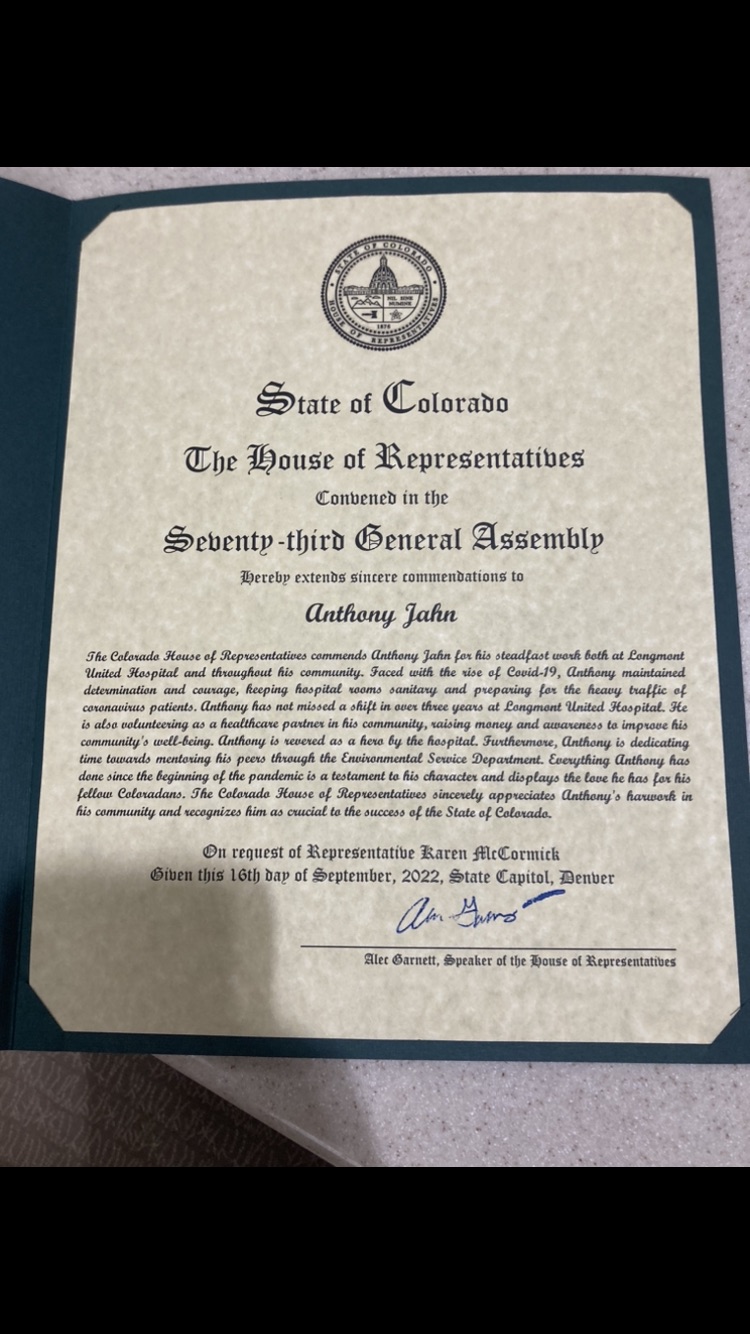 STATE OF COLORADO
NIL SINE
NUMINE
1876
HOUSE OF REPRESENTATIVES
State of Colorado
The House of Representatives
Convened in the
Seventy-third General Assembly
Hereby extends sincere commendations to
Anthony Jahn
The Colorado House of Representatives commends Anthony Jahn for his steadfast work both at Longmont
United Hospital and throughout his community. Faced with the rise of Covid-19, Anthony maintained
determination and courage, keeping hospital rooms sanitary and preparing for the heavy traffic of
coronavirus patients. Anthony has not missed a shift in over three years at Longmont United Hospital. He
is also volunteering as a healthcare partner in his community, raising money and awareness to improve his
community's well-being. Anthony is revered as a hero by the hospital. Furthermore, Anthony is dedicating
time towards mentoring his peers through the Environmental Service Department. Everything Anthony has
done since the beginning of the pandemic is a testament to his character and displays the love he has for his
fellow Coloradans. The Colorado House of Representatives sincerely appreciates Anthony's harwork in
his community and recognizes him as crucial to the success of the State of Colorado.
On request of Representative Karen McCormick
Given this 16th day of September, 2022, State Capitol, Denver
Alec Garnett, Speaker of the House of Representatives